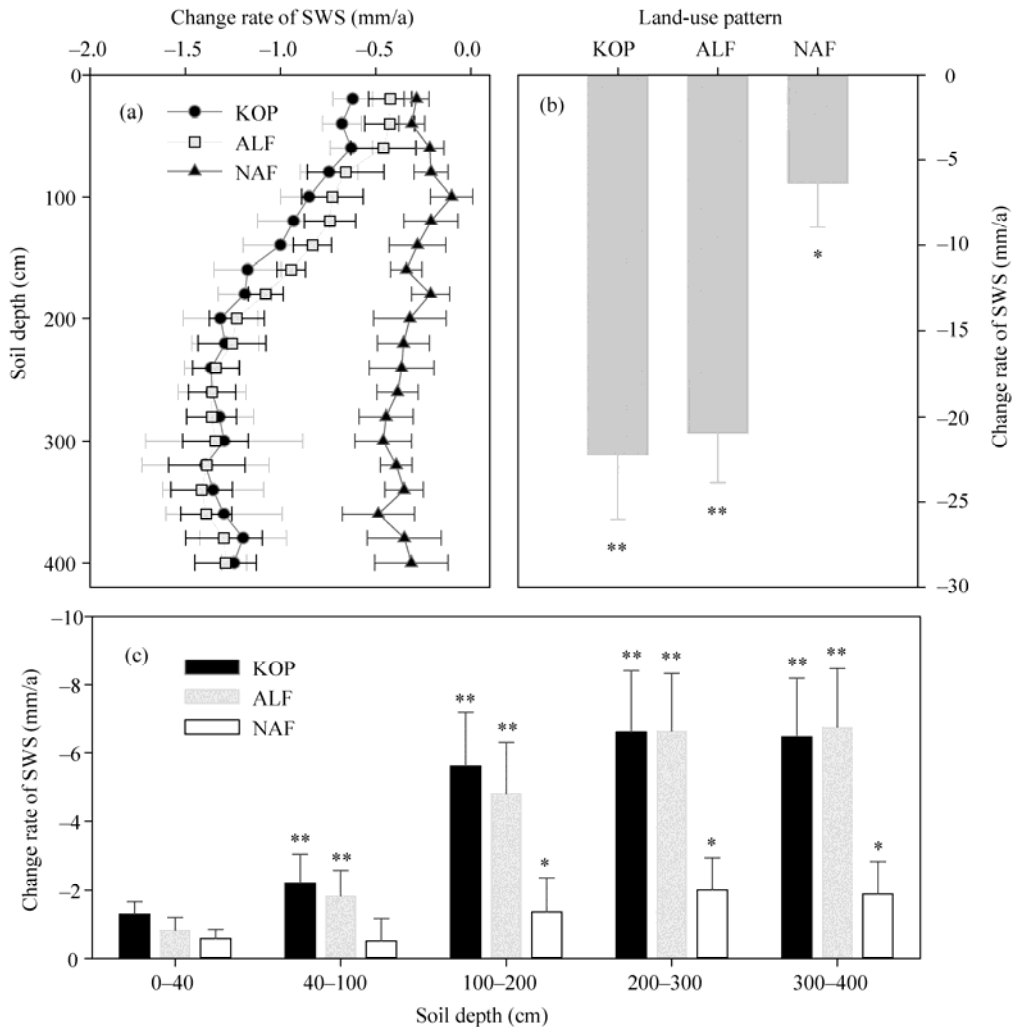 Change rate of SWS (mm/a)
−2.0 −1.5 −1.0 −0.5 0.0
Land-use pattern
KOP ALF NAF
(a)
KOP
ALF
NAF
0
100
200
300
400
Soil depth (cm)
(b)
*
**
**
0
−5
−10
−15
−20
−25
−30
Change rate of SWS (mm/a)
(c)
KOP
ALF
NAF
−10
−8
−6
−4
−2
0
Change rate of SWS (mm/a)
** **
** ** *
** ** *
** ** *
0−40 40−100 100−200 200−300 300−400
Soil depth (cm)